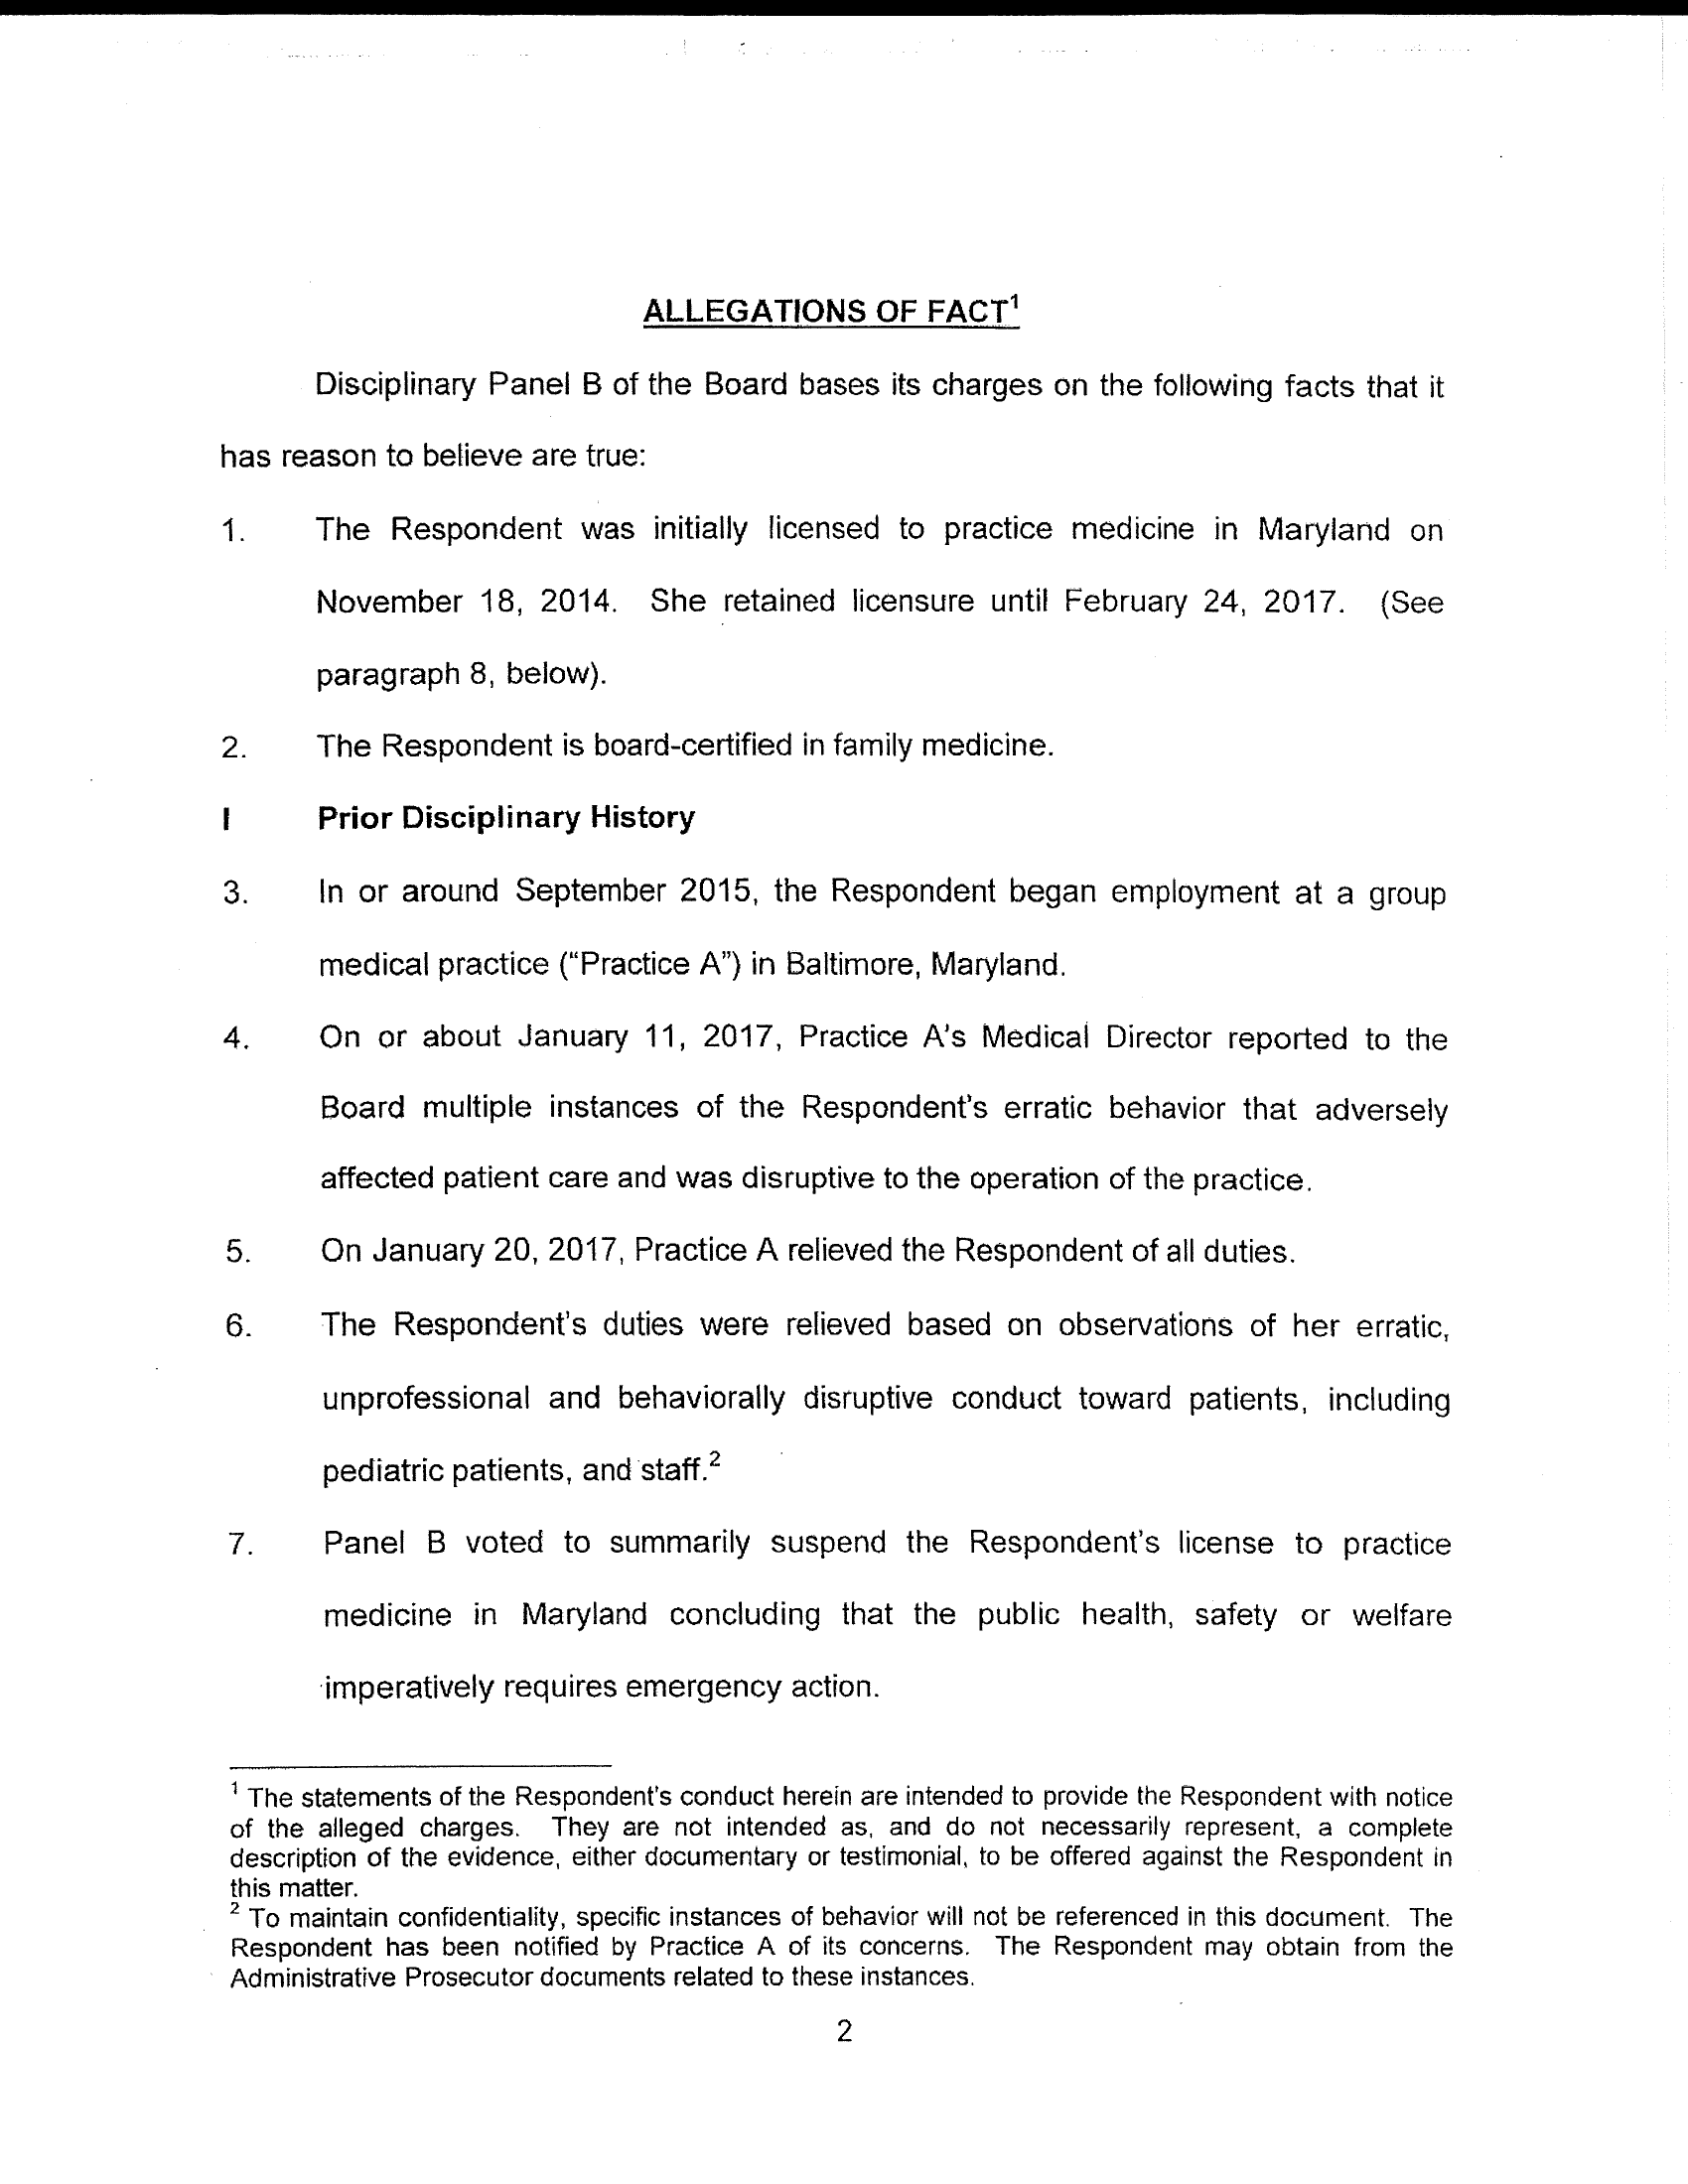 ALLEGATIONS OF FACT¹
Disciplinary Panel B of the Board bases its charges on the following facts that it
has reason to believe are true:
1. The Respondent was initially licensed to practice medicine in Maryland on
November 18, 2014. She retained licensure until February 24, 2017. (See
paragraph 8, below).
2. The Respondent is board-certified in family medicine.
I Prior Disciplinary History
3. In or around September 2015, the Respondent began employment at a group
medical practice (“Practice A”) in Baltimore, Maryland.
4. On or about January 11, 2017, Practice A's Medical Director reported to the
Board multiple instances of the Respondent's erratic behavior that adversely
affected patient care and was disruptive to the operation of the practice.
5. On January 20, 2017, Practice A relieved the Respondent of all duties.
6. The Respondent's duties were relieved based on observations of her erratic,
unprofessional and behaviorally disruptive conduct toward patients, including
pediatric patients, and staff.²
7. Panel B voted to summarily suspend the Respondent's license to practice
medicine in Maryland concluding that the public health, safety or welfare
imperatively requires emergency action.
¹ The statements of the Respondent's conduct herein are intended to provide the Respondent with notice
of the alleged charges. They are not intended as, and do not necessarily represent, a complete
description of the evidence, either documentary or testimonial, to be offered against the Respondent in
this matter.
² To maintain confidentiality, specific instances of behavior will not be referenced in this document. The
Respondent has been notified by Practice A of its concerns. The Respondent may obtain from the
Administrative Prosecutor documents related to these instances.
2